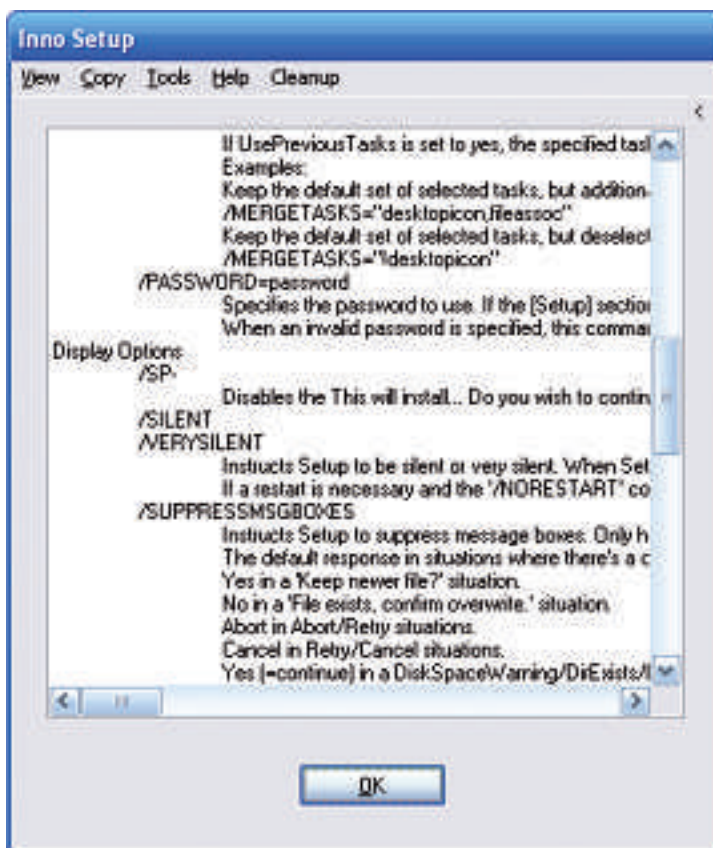 Inno Setup
View Copy Tools Help Cleanup
<
If UsePreviousTasks is set to yes, the specified tasl
Examples:
Keep the default set of selected tasks, but addition
/MERGETASKS="desktopicon,fileassoc"
Keep the default set of selected tasks, but deselect
/MERGETASKS="!desktopicon"
/PASSWORD=password
Specifies the password to use. If the [Setup] section
When an invalid password is specified, this comma
Display Options
/SP-
Disables the This will install... Do you wish to contin
/SILENT
/VERYSILENT
Instructs Setup to be silent or very silent. When Set
If a restart is necessary and the '/NORESTART' co
/SUPPRESSMSGBOXES
Instructs Setup to suppress message boxes. Only h
The default response in situations where there's a c
Yes in a 'Keep newer file?' situation.
No in a 'File exists, confirm overwrite.' situation.
Abort in Abort/Retry situations.
Cancel in Retry/Cancel situations.
Yes (=continue) in a DiskSpaceWarning/DirExists/
OK